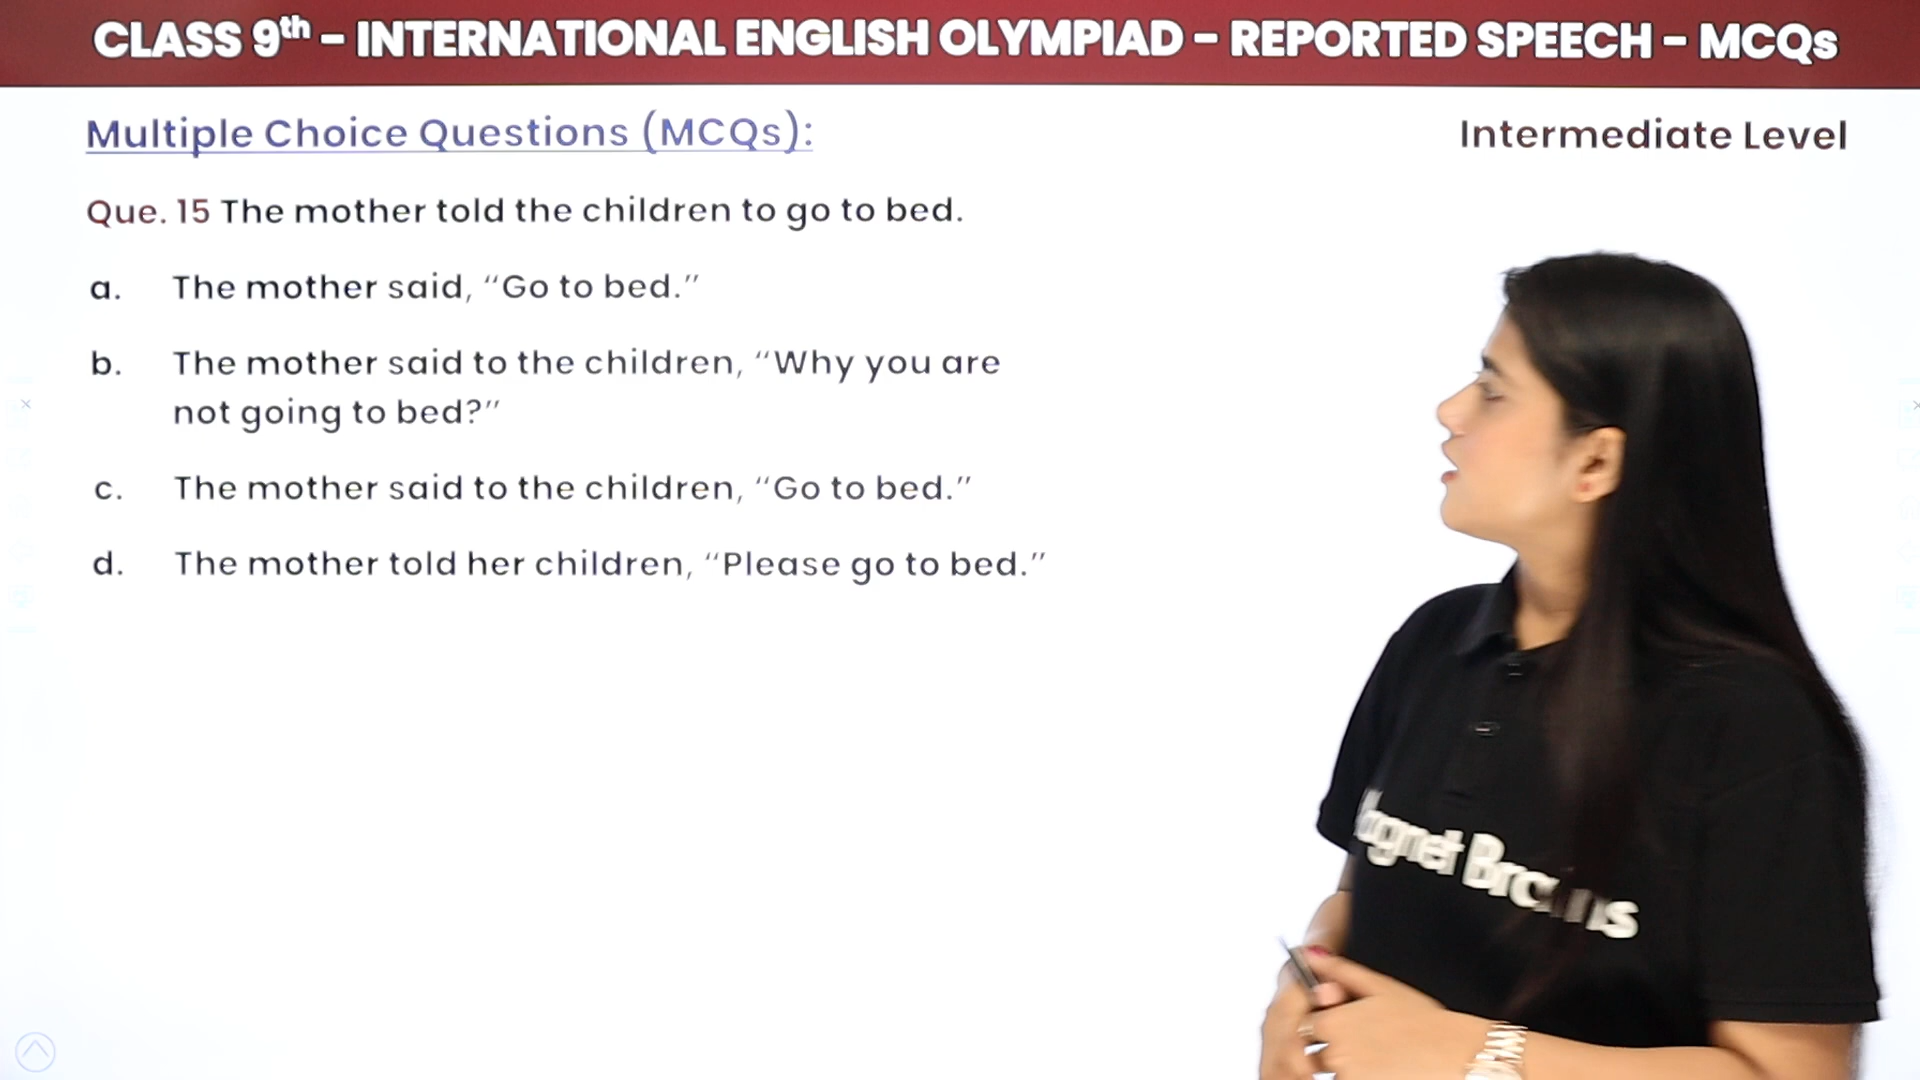 CLASS 9th – INTERNATIONAL ENGLISH OLYMPIAD – REPORTED SPEECH – MCQs
Multiple Choice Questions (MCQs):
Intermediate Level
Que. 15 The mother told the children to go to bed.
a. The mother said, “Go to bed.”
b. The mother said to the children, “Why you are
not going to bed?”
c. The mother said to the children, “Go to bed.”
d. The mother told her children, “Please go to bed.”
Magnet Brains